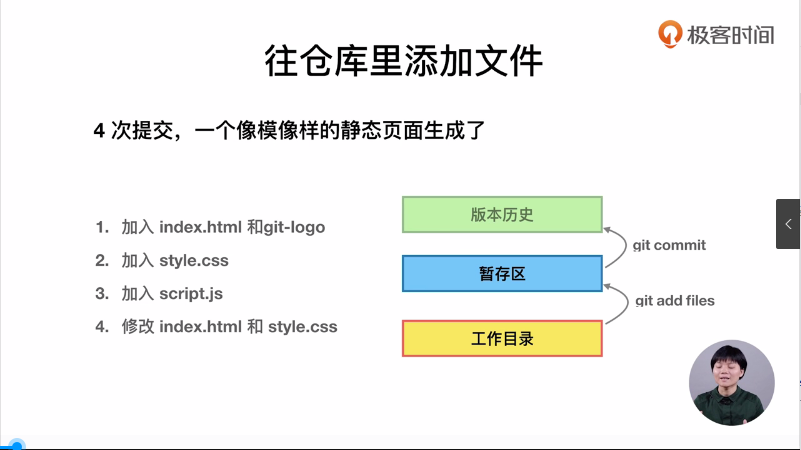 极客时间
往仓库里添加文件
4 次提交，一个像模像样的静态页面生成了
1. 加入 index.html 和git-logo
2. 加入 style.css
3. 加入 script.js
4. 修改 index.html 和 style.css
版本历史
git commit
暂存区
git add files
工作目录